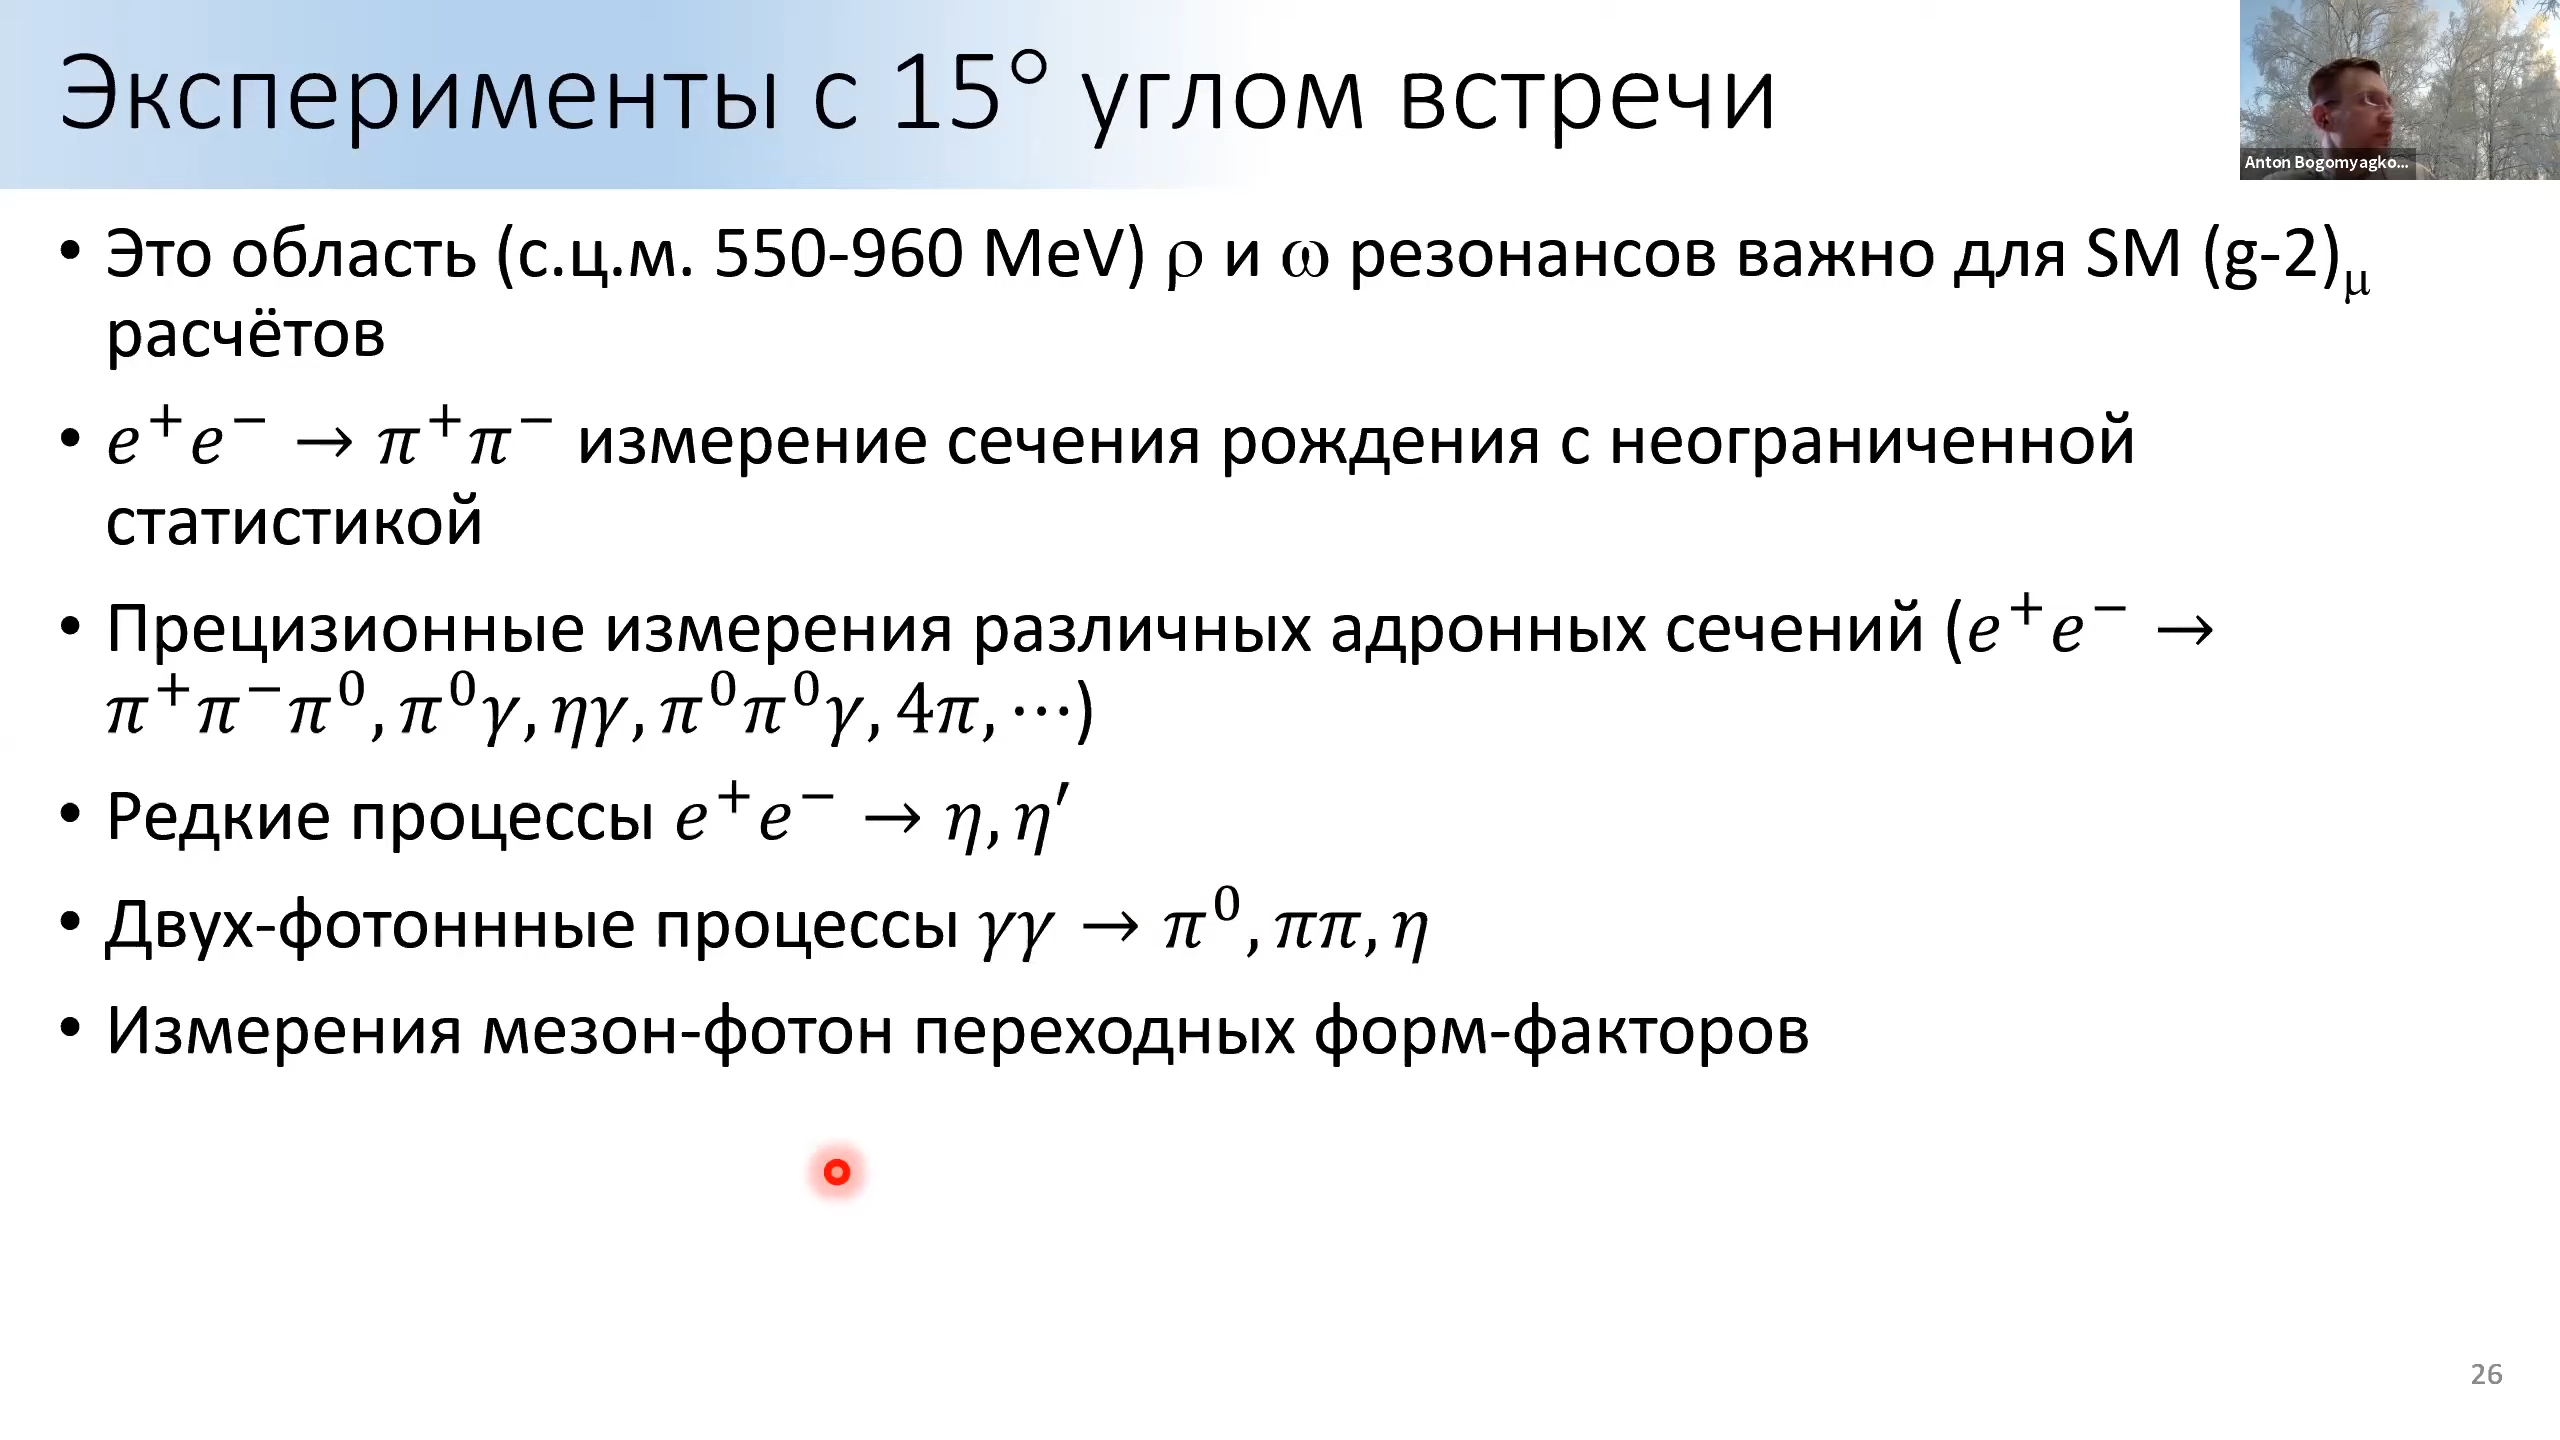 Эксперименты с 15° углом встречи
Anton Bogomyagko...
• Это область (с.ц.м. 550-960 MeV) ρ и ω резонансов важно для SM (g-2)μ
расчётов
• e⁺e⁻ → π⁺π⁻ измерение сечения рождения с неограниченной
статистикой
• Прецизионные измерения различных адронных сечений (e⁺e⁻ →
π⁺π⁻π⁰, π⁰γ, ηγ, π⁰π⁰γ, 4π, ⋯)
• Редкие процессы e⁺e⁻ → η, η′
• Двух-фотоннные процессы γγ → π⁰, ππ, η
• Измерения мезон-фотон переходных форм-факторов
26